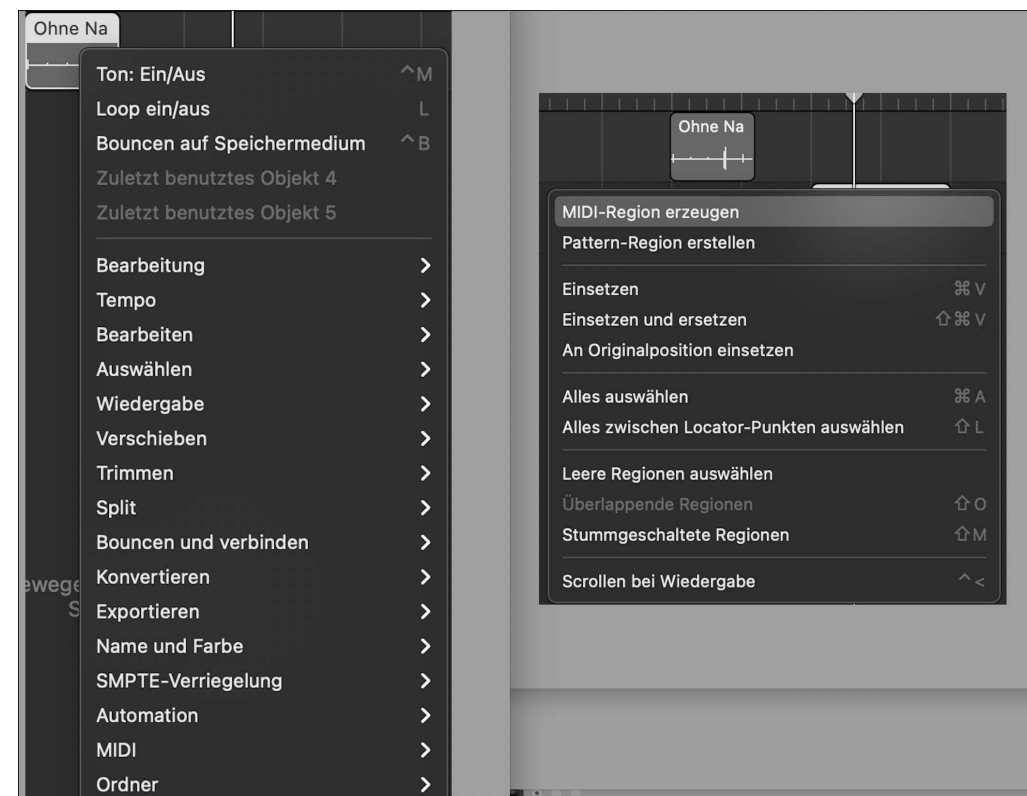 Ohne Na
Ton: Ein/Aus ^M
Loop ein/aus L
Bouncen auf Speichermedium ^B
Zuletzt benutztes Objekt 4
Zuletzt benutztes Objekt 5
Bearbeitung
Tempo
Bearbeiten
Auswählen
Wiedergabe
Verschieben
Trimmen
Split
Bouncen und verbinden
Konvertieren
Exportieren
Name und Farbe
SMPTE-Verriegelung
Automation
MIDI
Ordner
ewege
S
Ohne Na
MIDI-Region erzeugen
Pattern-Region erstellen
Einsetzen ⌘V
Einsetzen und ersetzen ⇧⌘V
An Originalposition einsetzen
Alles auswählen ⌘A
Alles zwischen Locator-Punkten auswählen ⇧L
Leere Regionen auswählen
Überlappende Regionen ⇧O
Stummgeschaltete Regionen ⇧M
Scrollen bei Wiedergabe ^<